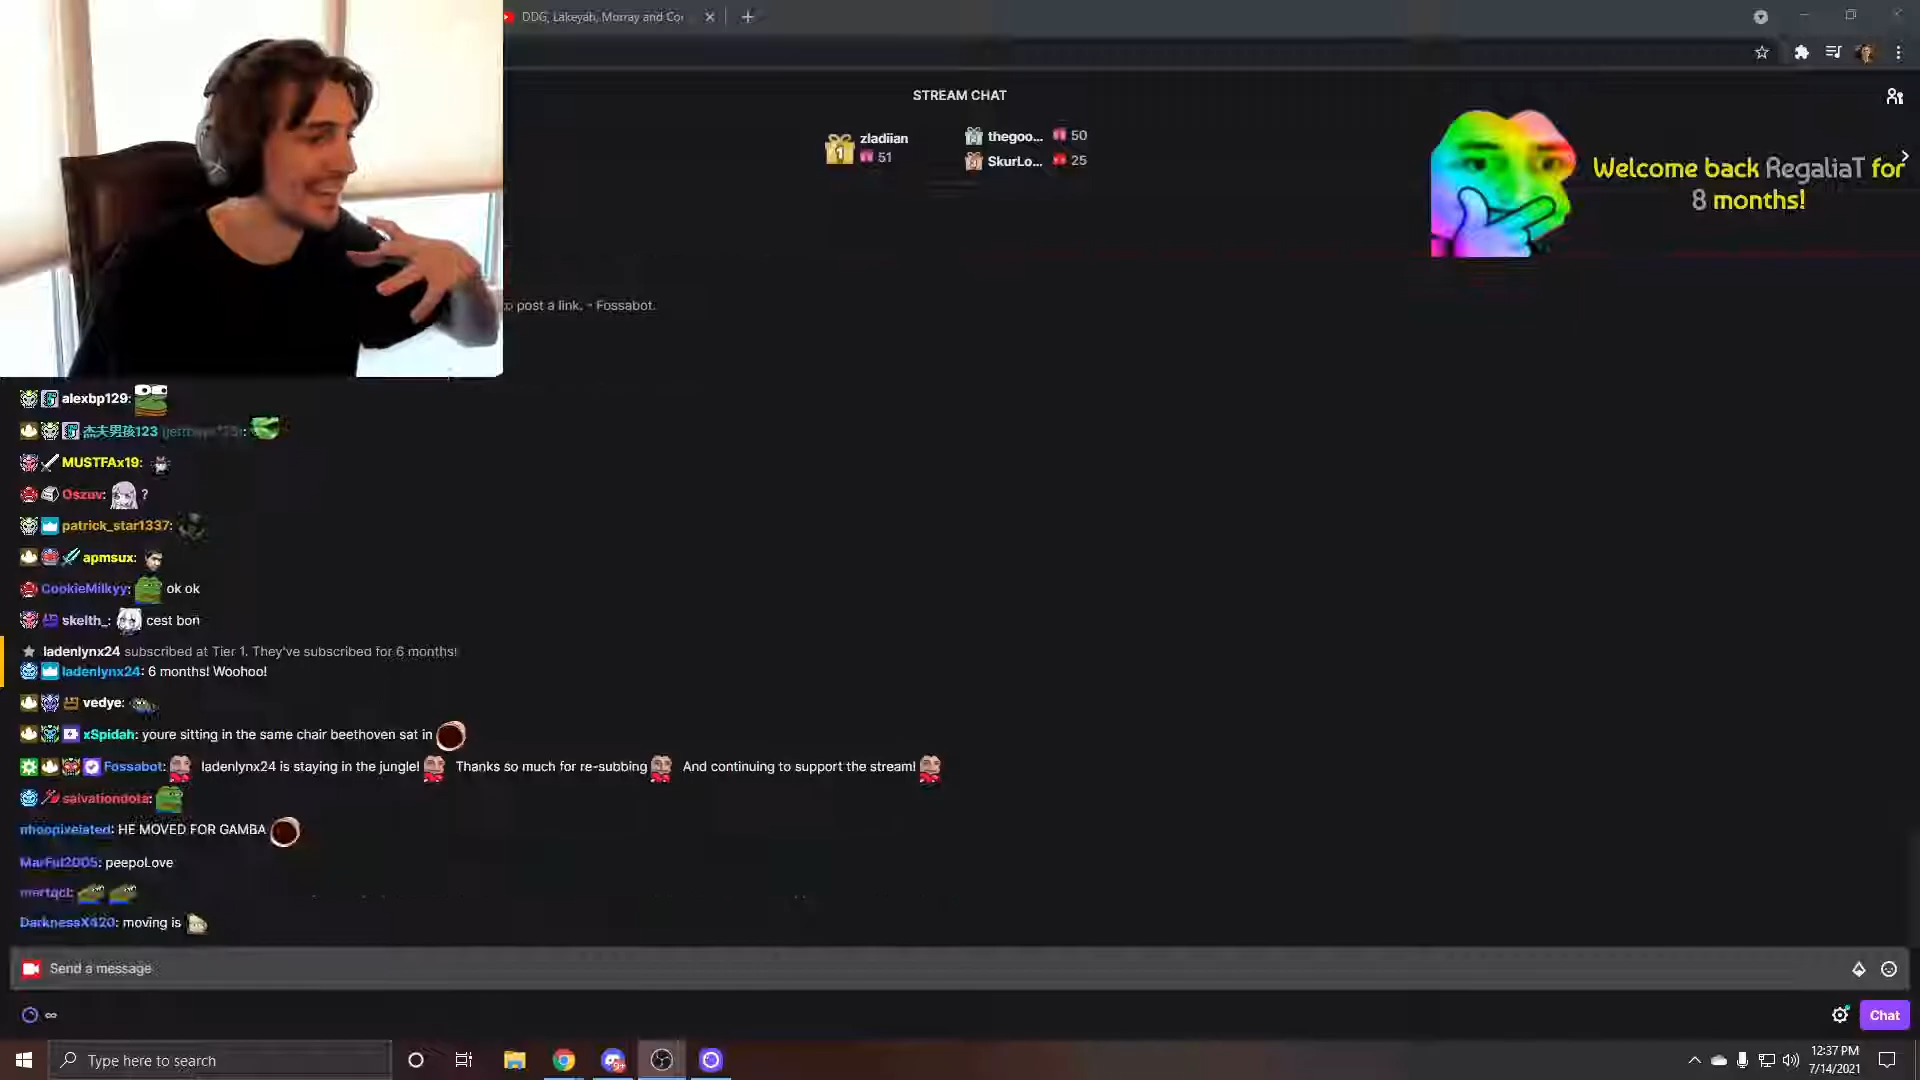 DDG, Lakeyah, Morray and Co
STREAM CHAT
zladiian
51
thegoo... 50
SkurLo... 25
Welcome back RegaliaT for
8 months!
to post a link. - Fossabot.
alexbp129:
杰夫男孩123
MUSTFAx19:
Oszuv: ?
patrick_star1337:
apmsux:
CookieMilkyy: ok ok
skelth_: cest bon
ladenlynx24 subscribed at Tier 1. They've subscribed for 6 months!
ladenlynx24: 6 months! Woohoo!
vedye:
xSpidah: youre sitting in the same chair beethoven sat in
Fossabot: ladenlynx24 is staying in the jungle! Thanks so much for re-subbing And continuing to support the stream!
salvationdota:
nhoopixelated: HE MOVED FOR GAMBA
MarFul2005: peepoLove
mertqcl:
DarknessX420: moving is
Send a message
∞
Chat
Type here to search
9+
12:37 PM
7/14/2021